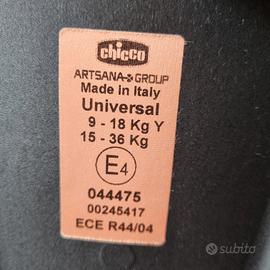 chicco
ARTSANA GROUP
Made in Italy
Universal
9 - 18 Kg Y
15 - 36 Kg
E4
044475
00245417
ECE R44/04
subito